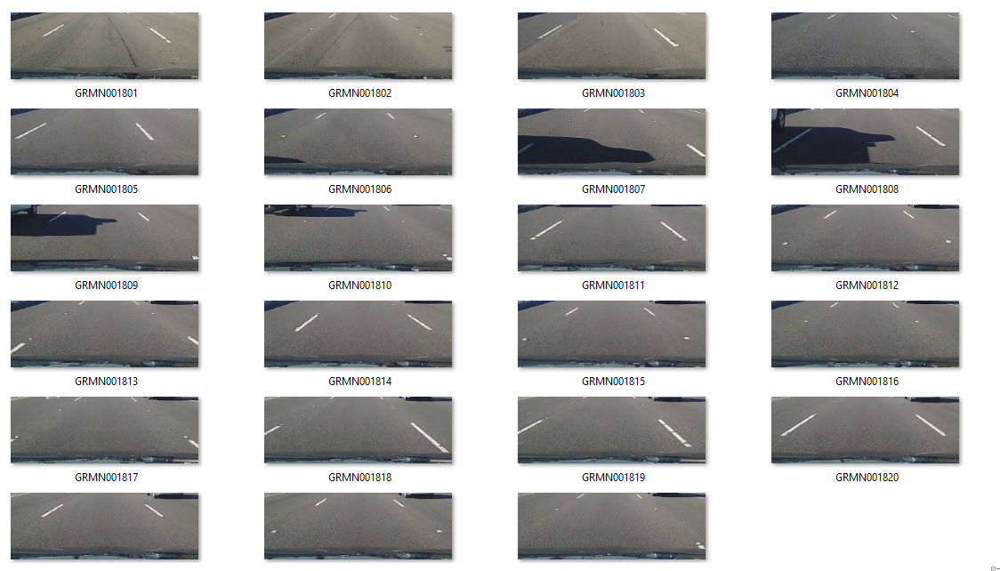 GRMN001801 GRMN001802 GRMN001803 GRMN001804
GRMN001805 GRMN001806 GRMN001807 GRMN001808
GRMN001809 GRMN001810 GRMN001811 GRMN001812
GRMN001813 GRMN001814 GRMN001815 GRMN001816
GRMN001817 GRMN001818 GRMN001819 GRMN001820